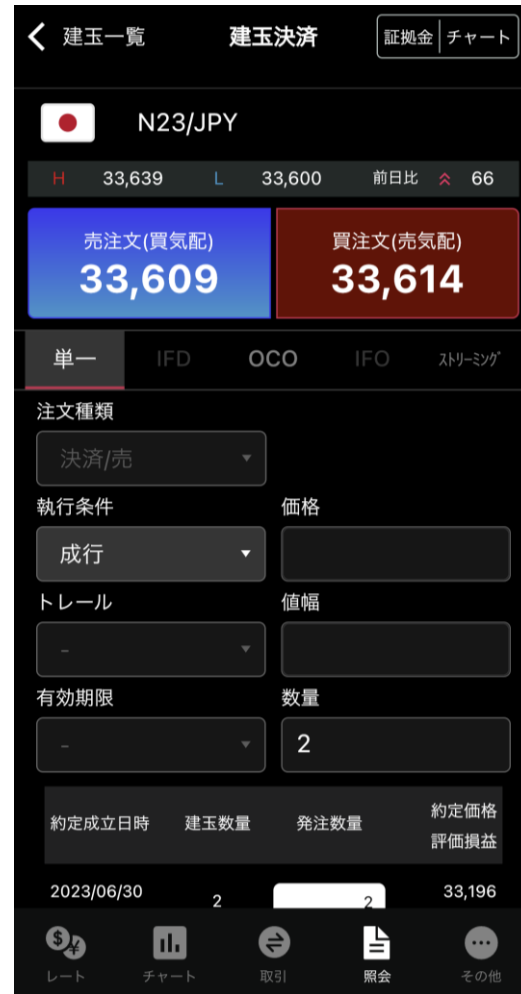 建玉一覧 建玉決済 証拠金 チャート
N23/JPY
H 33,639 L 33,600 前日比 66
売注文(買気配) 買注文(売気配)
33,609 33,614
単一 IFD OCO IFO ｽﾄﾘｰﾐﾝｸﾞ
注文種類
決済/売
執行条件 価格
成行
トレール 値幅
-
有効期限 数量
- 2
約定成立日時 建玉数量 発注数量 約定価格
評価損益
2023/06/30 2 2 33,196
$ ¥
レート チャート 取引 照会 その他